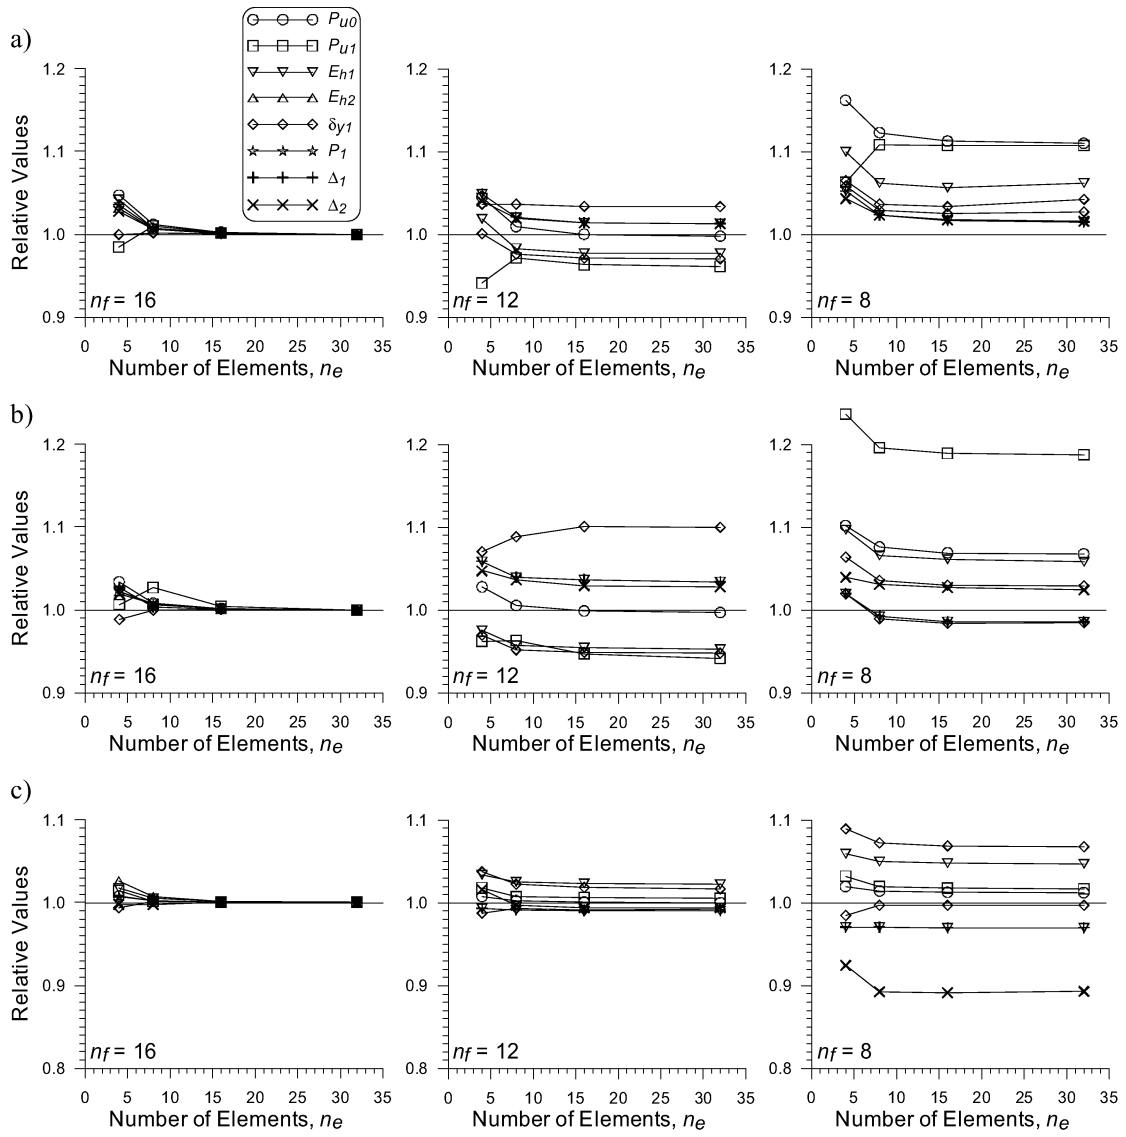 a)
P_u0
P_u1
E_h1
E_h2
δ_y1
P_1
Δ_1
Δ_2
Relative Values
1.2
1.1
1.0
0.9
n_f = 16
0 5 10 15 20 25 30 35
Number of Elements, n_e
1.2
1.1
1.0
0.9
n_f = 12
0 5 10 15 20 25 30 35
Number of Elements, n_e
1.2
1.1
1.0
0.9
n_f = 8
0 5 10 15 20 25 30 35
Number of Elements, n_e
b)
Relative Values
1.2
1.1
1.0
0.9
n_f = 16
0 5 10 15 20 25 30 35
Number of Elements, n_e
1.2
1.1
1.0
0.9
n_f = 12
0 5 10 15 20 25 30 35
Number of Elements, n_e
1.2
1.1
1.0
0.9
n_f = 8
0 5 10 15 20 25 30 35
Number of Elements, n_e
c)
Relative Values
1.1
1.0
0.9
0.8
n_f = 16
0 5 10 15 20 25 30 35
Number of Elements, n_e
1.1
1.0
0.9
0.8
n_f = 12
0 5 10 15 20 25 30 35
Number of Elements, n_e
1.1
1.0
0.9
0.8
n_f = 8
0 5 10 15 20 25 30 35
Number of Elements, n_e